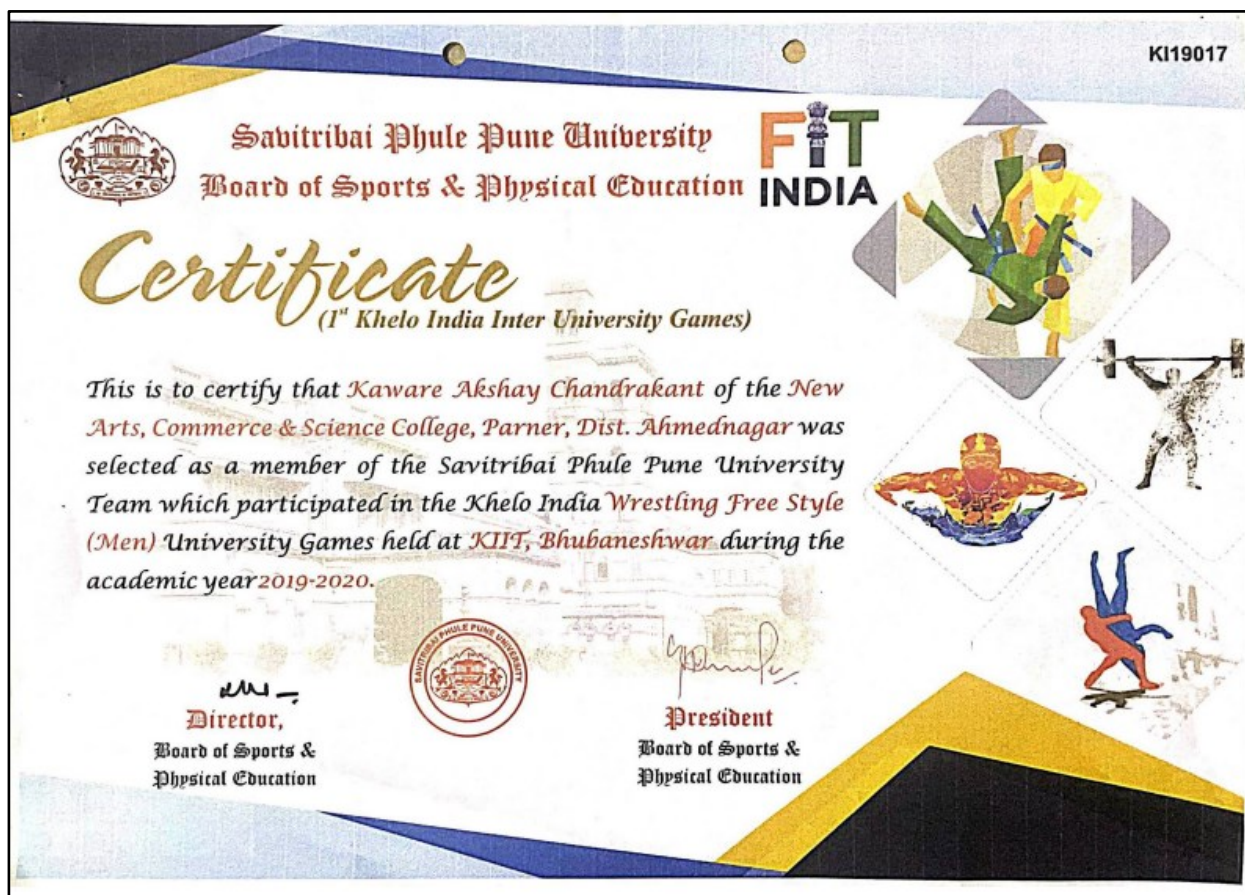 KI19017
Savitribai Phule Pune University
Board of Sports & Physical Education
FIT
INDIA
Certificate
(1st Khelo India Inter University Games)
This is to certify that Kaware Akshay Chandrakant of the New
Arts, Commerce & Science College, Parner, Dist. Ahmednagar was
selected as a member of the Savitribai Phule Pune University
Team which participated in the Khelo India Wrestling Free Style
(Men) University Games held at KIIT, Bhubaneshwar during the
academic year 2019-2020.
SAVITRIBAI PHULE PUNE UNIVERSITY
Director,
Board of Sports &
Physical Education
President
Board of Sports &
Physical Education